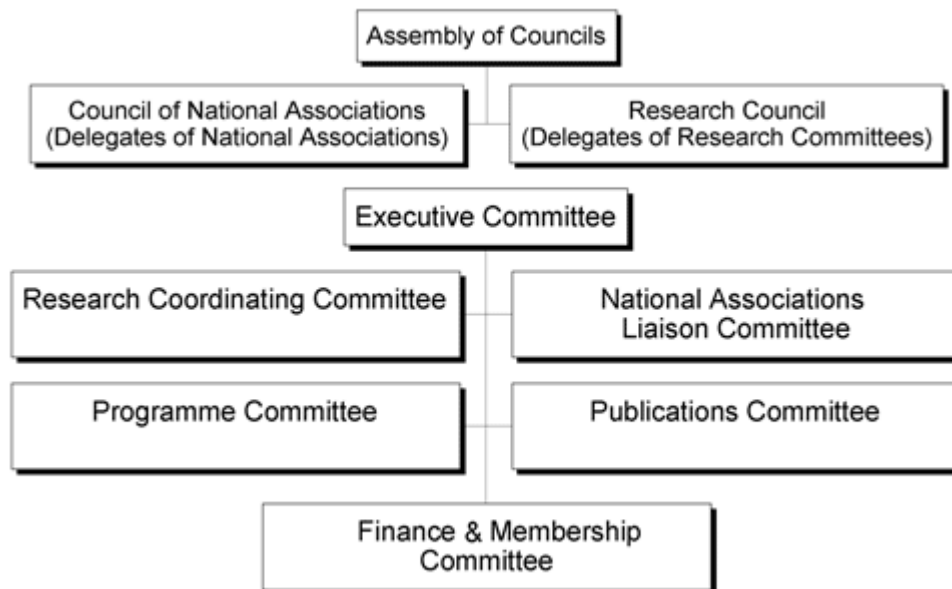 Assembly of Councils
Council of National Associations
(Delegates of National Associations)
Research Council
(Delegates of Research Committees)
Executive Committee
Research Coordinating Committee
National Associations
Liaison Committee
Programme Committee
Publications Committee
Finance & Membership
Committee